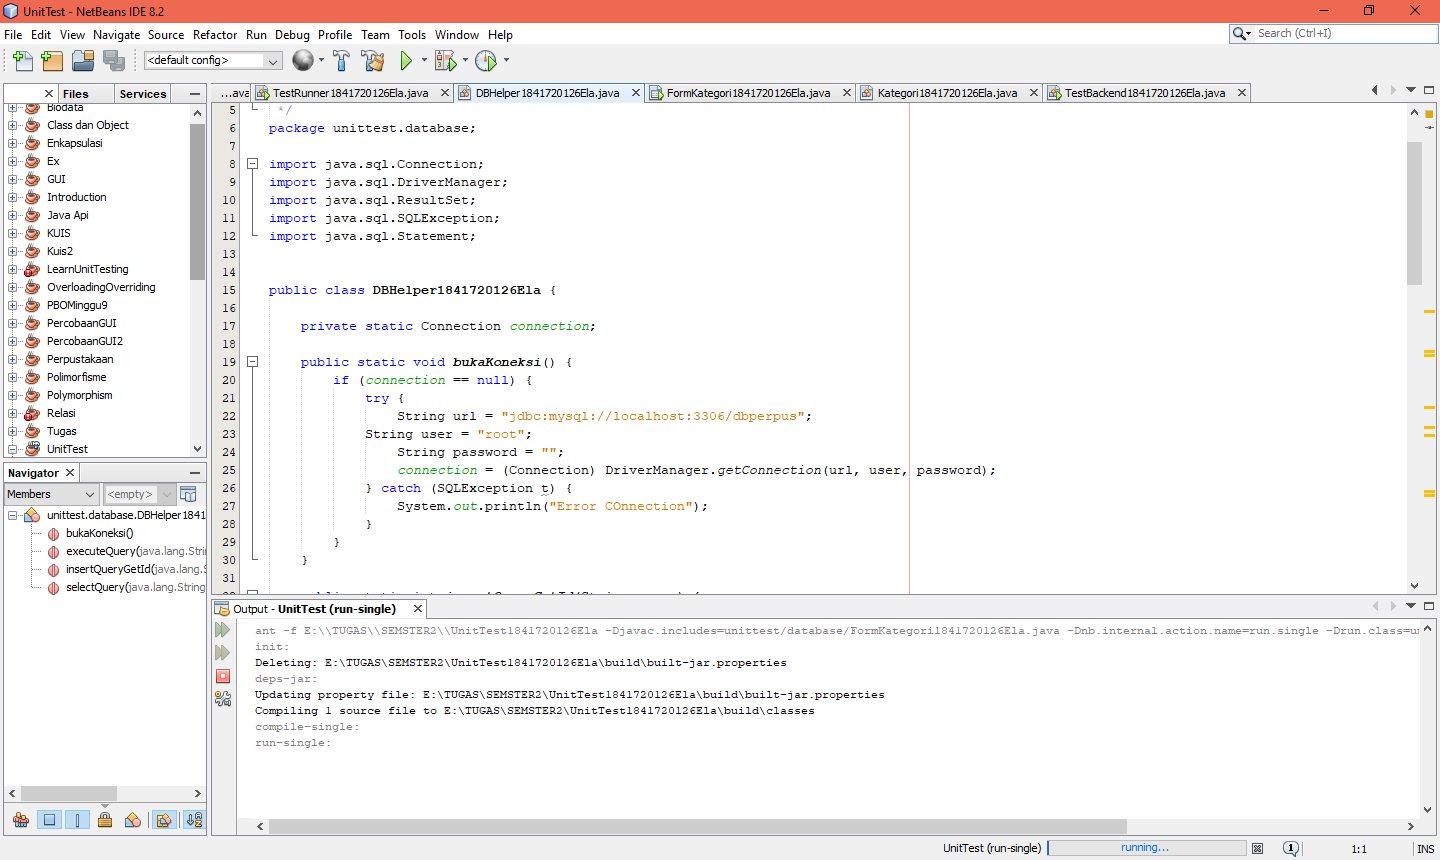 UnitTest - NetBeans IDE 8.2
File Edit View Navigate Source Refactor Run Debug Profile Team Tools Window Help
Search (Ctrl+I)
<default config>
Files
Services
Biodata
Class dan Object
Enkapsulasi
Ex
GUI
Introduction
Java Api
KUIS
Kuis2
LearnUnitTesting
OverloadingOverriding
PBOMinggu9
PercobaanGUI
PercobaanGUI2
Perpustakaan
Polimorfisme
Polymorphism
Relasi
Tugas
UnitTest
Navigator
Members
<empty>
unittest.database.DBHelper1841
bukaKoneksi()
executeQuery(java.lang.Stri
insertQueryGetId(java.lang.S
selectQuery(java.lang.String
...ava TestRunner1841720126Ela.java DBHelper1841720126Ela.java FormKategori1841720126Ela.java Kategori1841720126Ela.java TestBackend1841720126Ela.java
5 */
6 package unittest.database;
7
8 import java.sql.Connection;
9 import java.sql.DriverManager;
10 import java.sql.ResultSet;
11 import java.sql.SQLException;
12 import java.sql.Statement;
13
14
15 public class DBHelper1841720126Ela {
16
17 private static Connection connection;
18
19 public static void bukaKoneksi() {
20 if (connection == null) {
21 try {
22 String url = "jdbc:mysql://localhost:3306/dbperpus";
23 String user = "root";
24 String password = "";
25 connection = (Connection) DriverManager.getConnection(url, user, password);
26 } catch (SQLException t) {
27 System.out.println("Error COnnection");
28 }
29 }
30 }
31
Output - UnitTest (run-single)
ant -f E:\\TUGAS\\SEMSTER2\\UnitTest1841720126Ela -Djavac.includes=unittest/database/FormKategori1841720126Ela.java -Dnb.internal.action.name=run.single -Drun.class=un
init:
Deleting: E:\TUGAS\SEMSTER2\UnitTest1841720126Ela\build\built-jar.properties
deps-jar:
Updating property file: E:\TUGAS\SEMSTER2\UnitTest1841720126Ela\build\built-jar.properties
Compiling 1 source file to E:\TUGAS\SEMSTER2\UnitTest1841720126Ela\build\classes
compile-single:
run-single:
UnitTest (run-single)
running...
1
1:1
INS